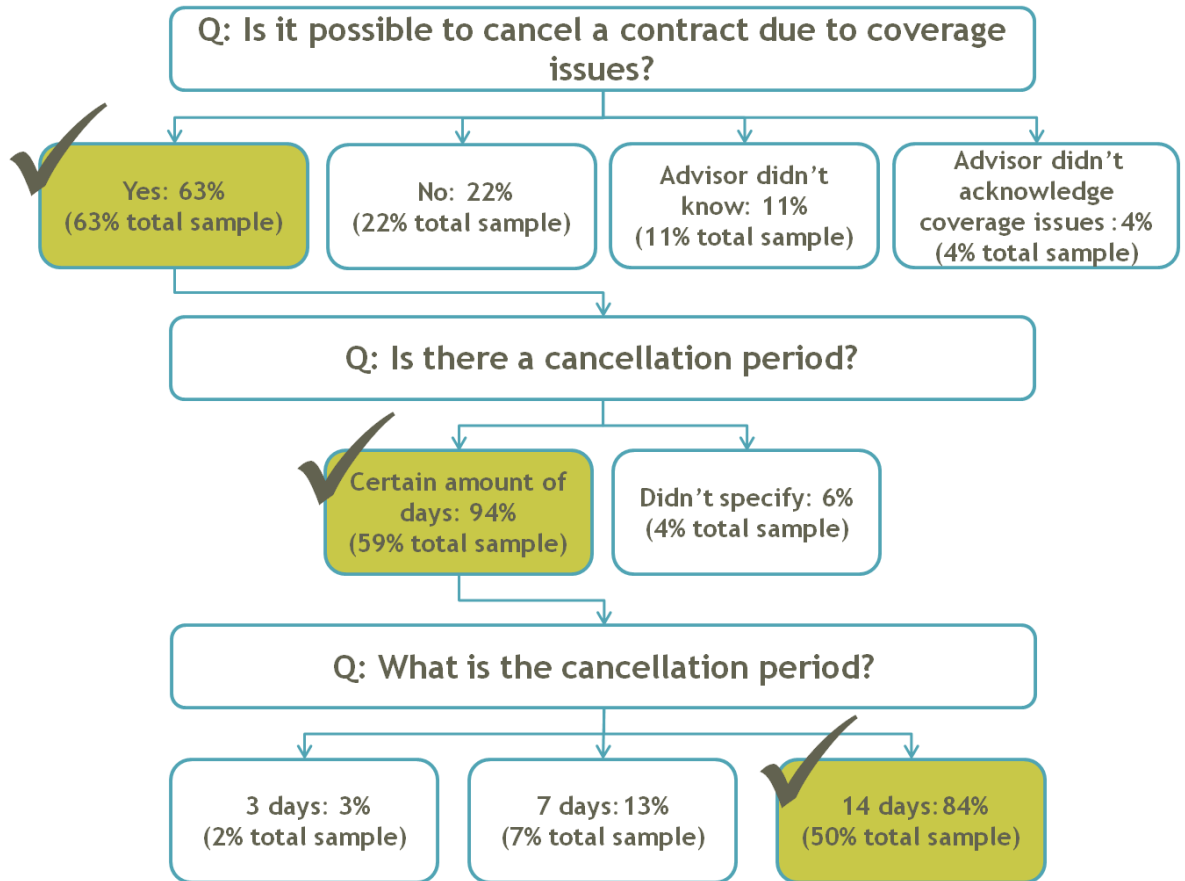 Q: Is it possible to cancel a contract due to coverage
issues?
Yes: 63%
(63% total sample)
No: 22%
(22% total sample)
Advisor didn't
know: 11%
(11% total sample)
Advisor didn't
acknowledge
coverage issues : 4%
(4% total sample)
Q: Is there a cancellation period?
Certain amount of
days: 94%
(59% total sample)
Didn't specify: 6%
(4% total sample)
Q: What is the cancellation period?
3 days: 3%
(2% total sample)
7 days: 13%
(7% total sample)
14 days: 84%
(50% total sample)